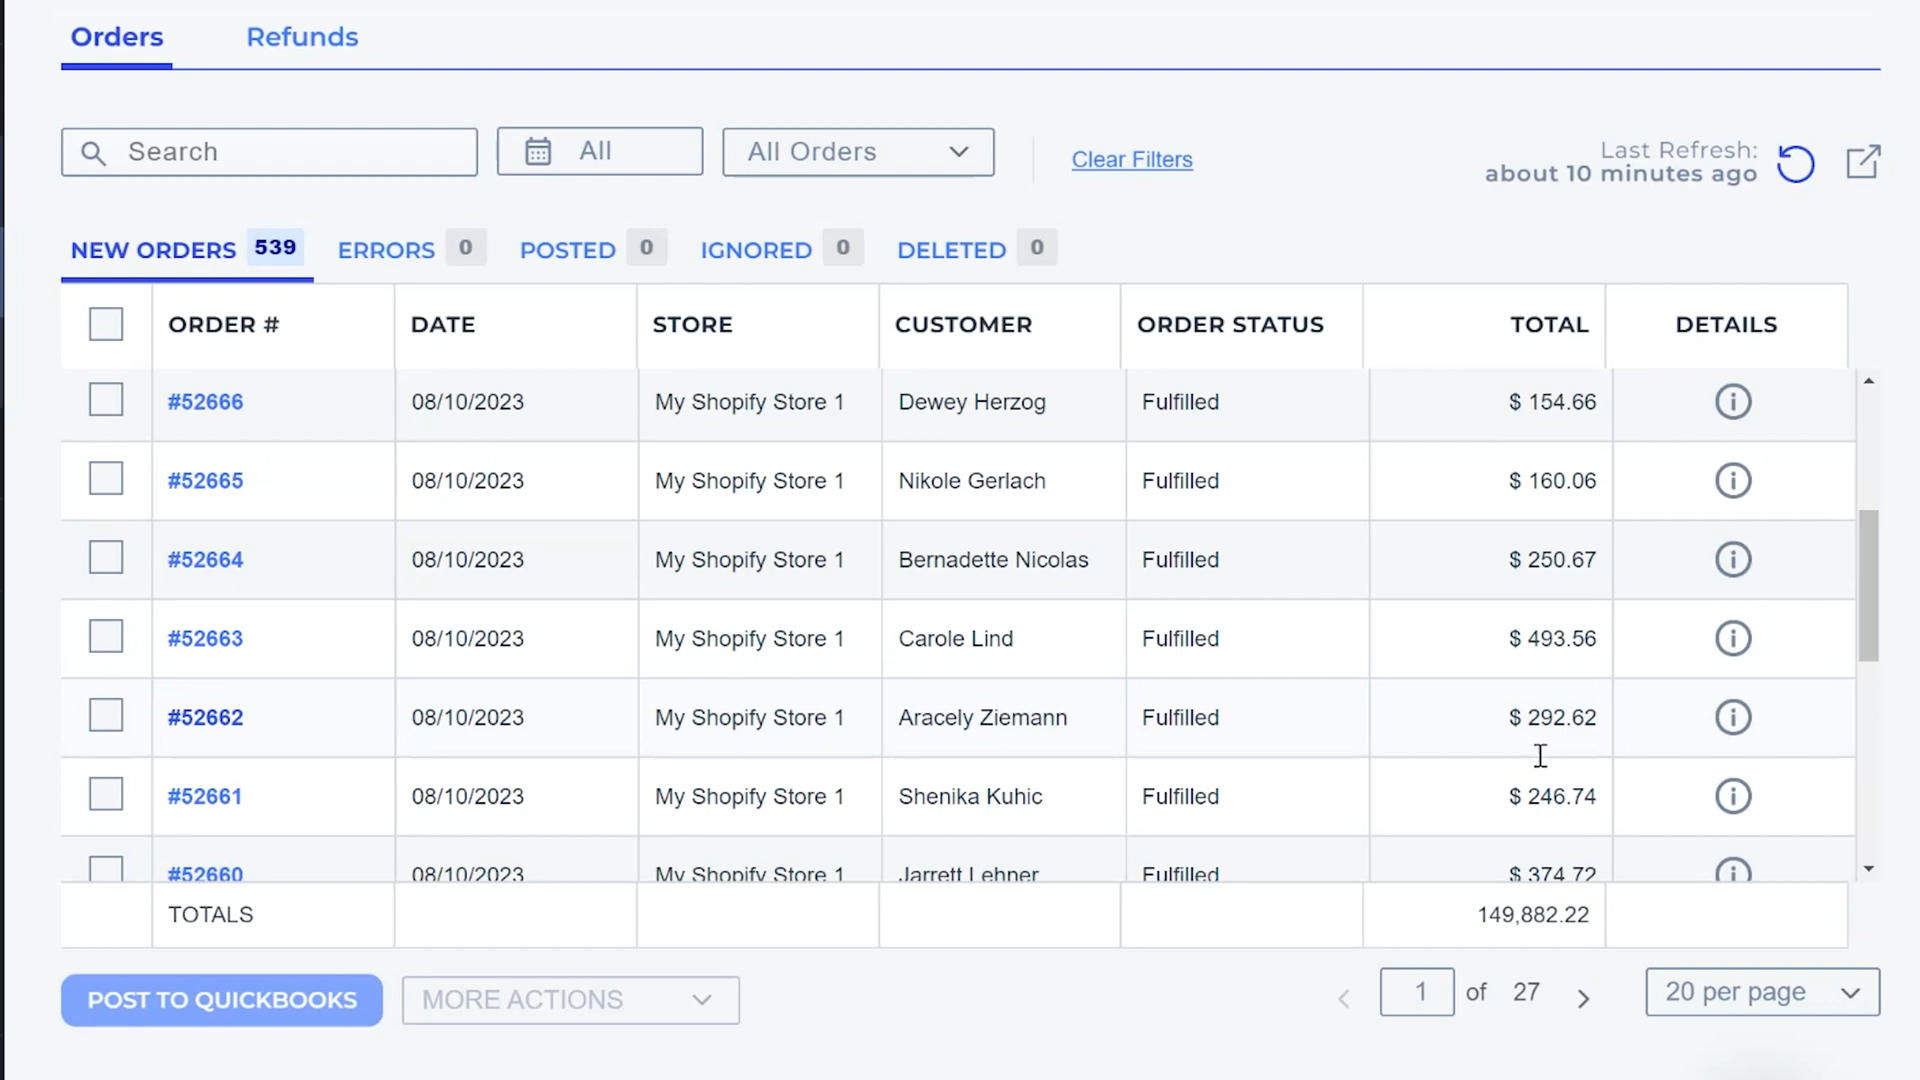 Orders Refunds
Search All All Orders Clear Filters Last Refresh:
about 10 minutes ago
NEW ORDERS 539 ERRORS 0 POSTED 0 IGNORED 0 DELETED 0
ORDER # DATE STORE CUSTOMER ORDER STATUS TOTAL DETAILS
#52666 08/10/2023 My Shopify Store 1 Dewey Herzog Fulfilled $ 154.66
#52665 08/10/2023 My Shopify Store 1 Nikole Gerlach Fulfilled $ 160.06
#52664 08/10/2023 My Shopify Store 1 Bernadette Nicolas Fulfilled $ 250.67
#52663 08/10/2023 My Shopify Store 1 Carole Lind Fulfilled $ 493.56
#52662 08/10/2023 My Shopify Store 1 Aracely Ziemann Fulfilled $ 292.62
#52661 08/10/2023 My Shopify Store 1 Shenika Kuhic Fulfilled $ 246.74
#52660 08/10/2023 My Shopify Store 1 Jarrett Lehner Fulfilled $ 374.72
TOTALS 149,882.22
POST TO QUICKBOOKS MORE ACTIONS 1 of 27 20 per page